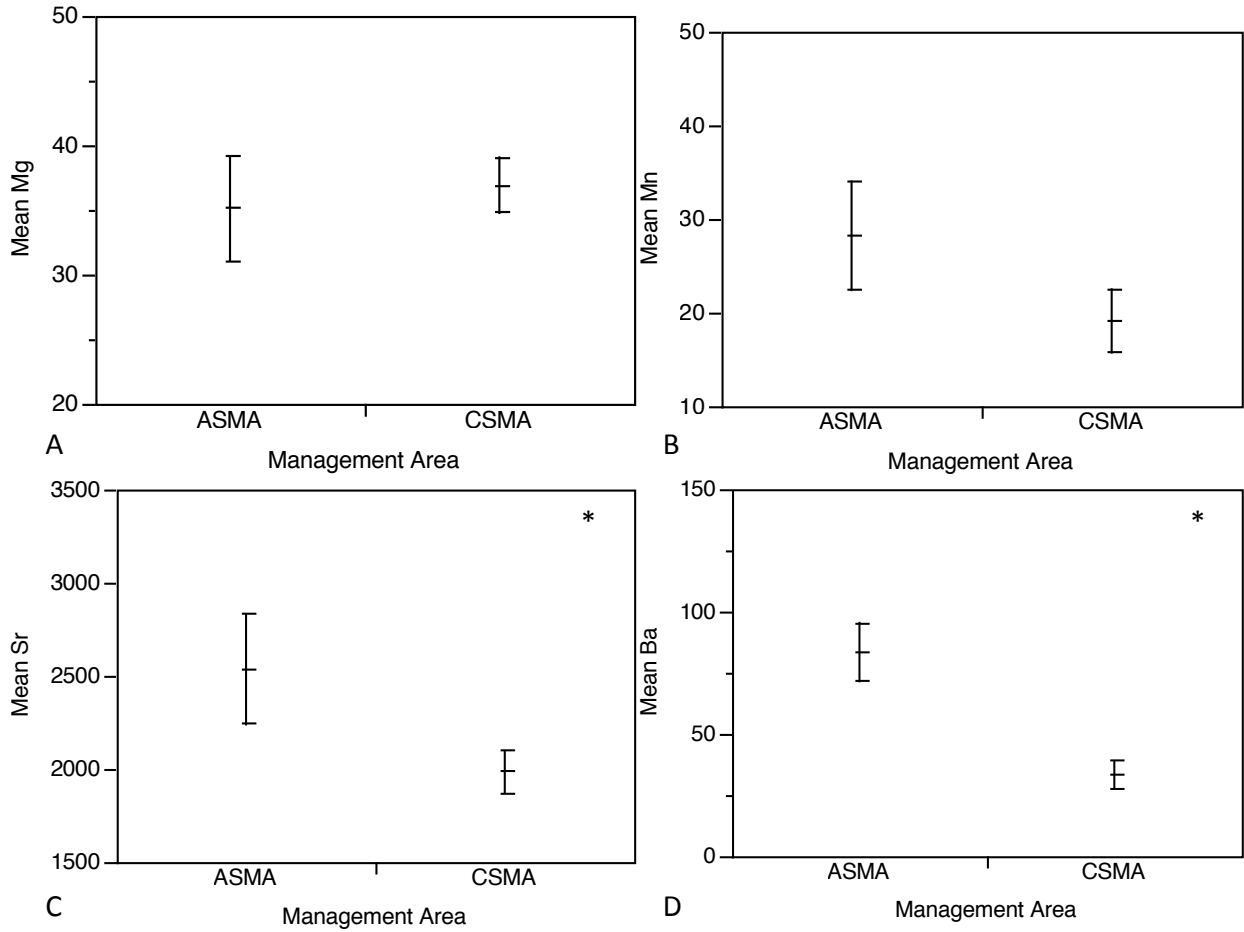 50
40
30
20
Mean Mg
ASMA CSMA
A
Management Area
50
40
30
20
10
Mean Mn
ASMA CSMA
B
Management Area
3500
3000
2500
2000
1500
Mean Sr
*
ASMA CSMA
C
Management Area
150
100
50
0
Mean Ba
*
ASMA CSMA
D
Management Area